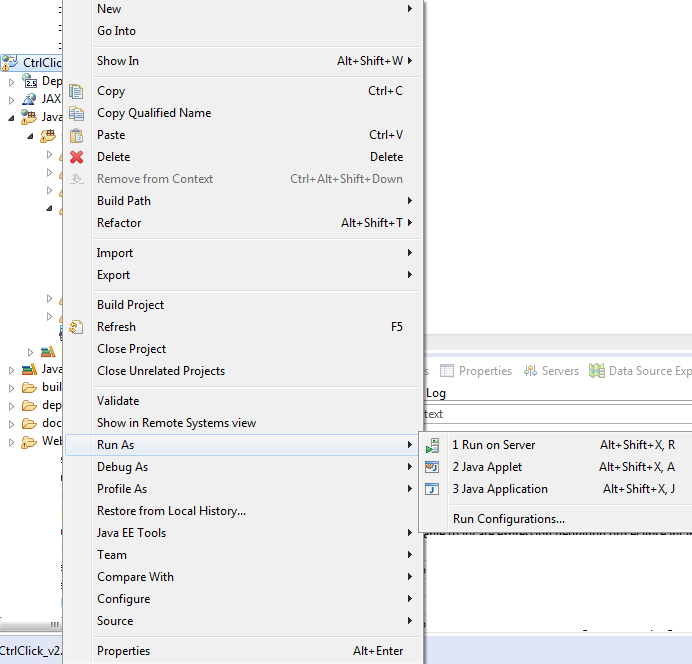 New
Go Into
Show In Alt+Shift+W
CtrlClic
Dep
JAX
Java
Copy Ctrl+C
Copy Qualified Name
Paste Ctrl+V
Delete Delete
Remove from Context Ctrl+Alt+Shift+Down
Build Path
Refactor Alt+Shift+T
Import
Export
Build Project
Refresh F5
Close Project
Close Unrelated Projects
Java
buil
dep
doc
Web
s Properties Servers Data Source Exp
Log
text
Validate
Show in Remote Systems view
Run As
Debug As
Profile As
Restore from Local History...
Java EE Tools
Team
Compare With
Configure
Source
Properties Alt+Enter
1 Run on Server Alt+Shift+X, R
2 Java Applet Alt+Shift+X, A
3 Java Application Alt+Shift+X, J
Run Configurations...
CtrlClick_v2.